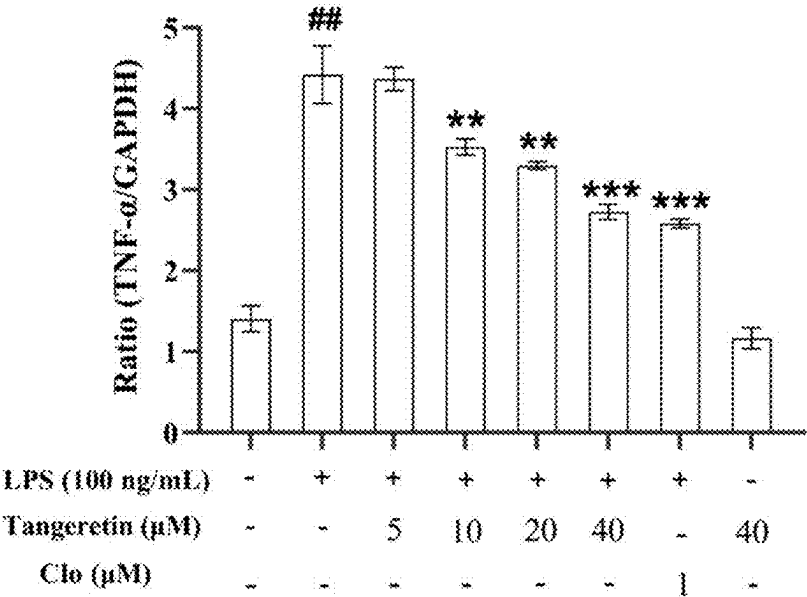 ##
**
**
***
***
Ratio (TNF-α/GAPDH)
5
4
3
2
1
0
LPS (100 ng/mL) - + + + + + + -
Tangeretin (μM) - - 5 10 20 40 - 40
Clo (μM) - - - - - - 1 -